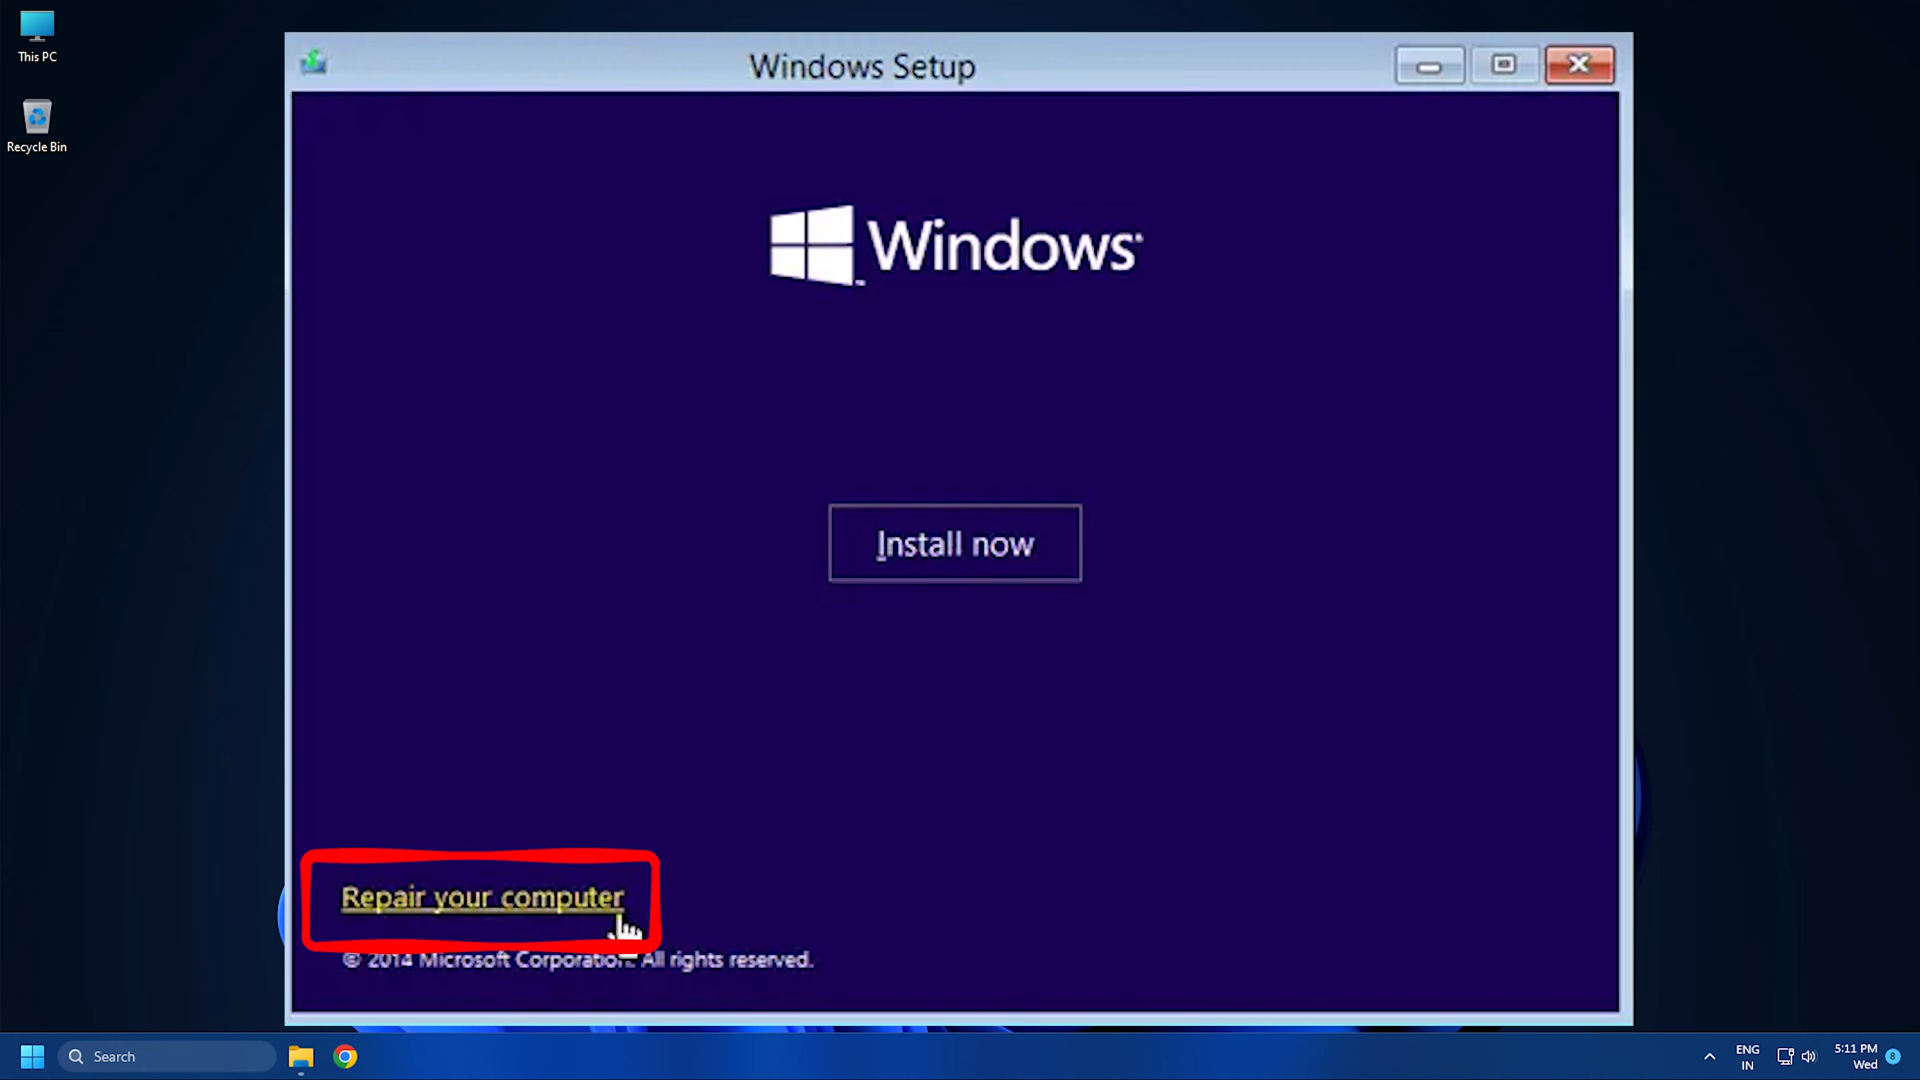 This PC
Recycle Bin
Windows Setup
Windows
Install now
Repair your computer
© 2014 Microsoft Corporation. All rights reserved.
Search
ENG
IN
5:11 PM
Wed
8